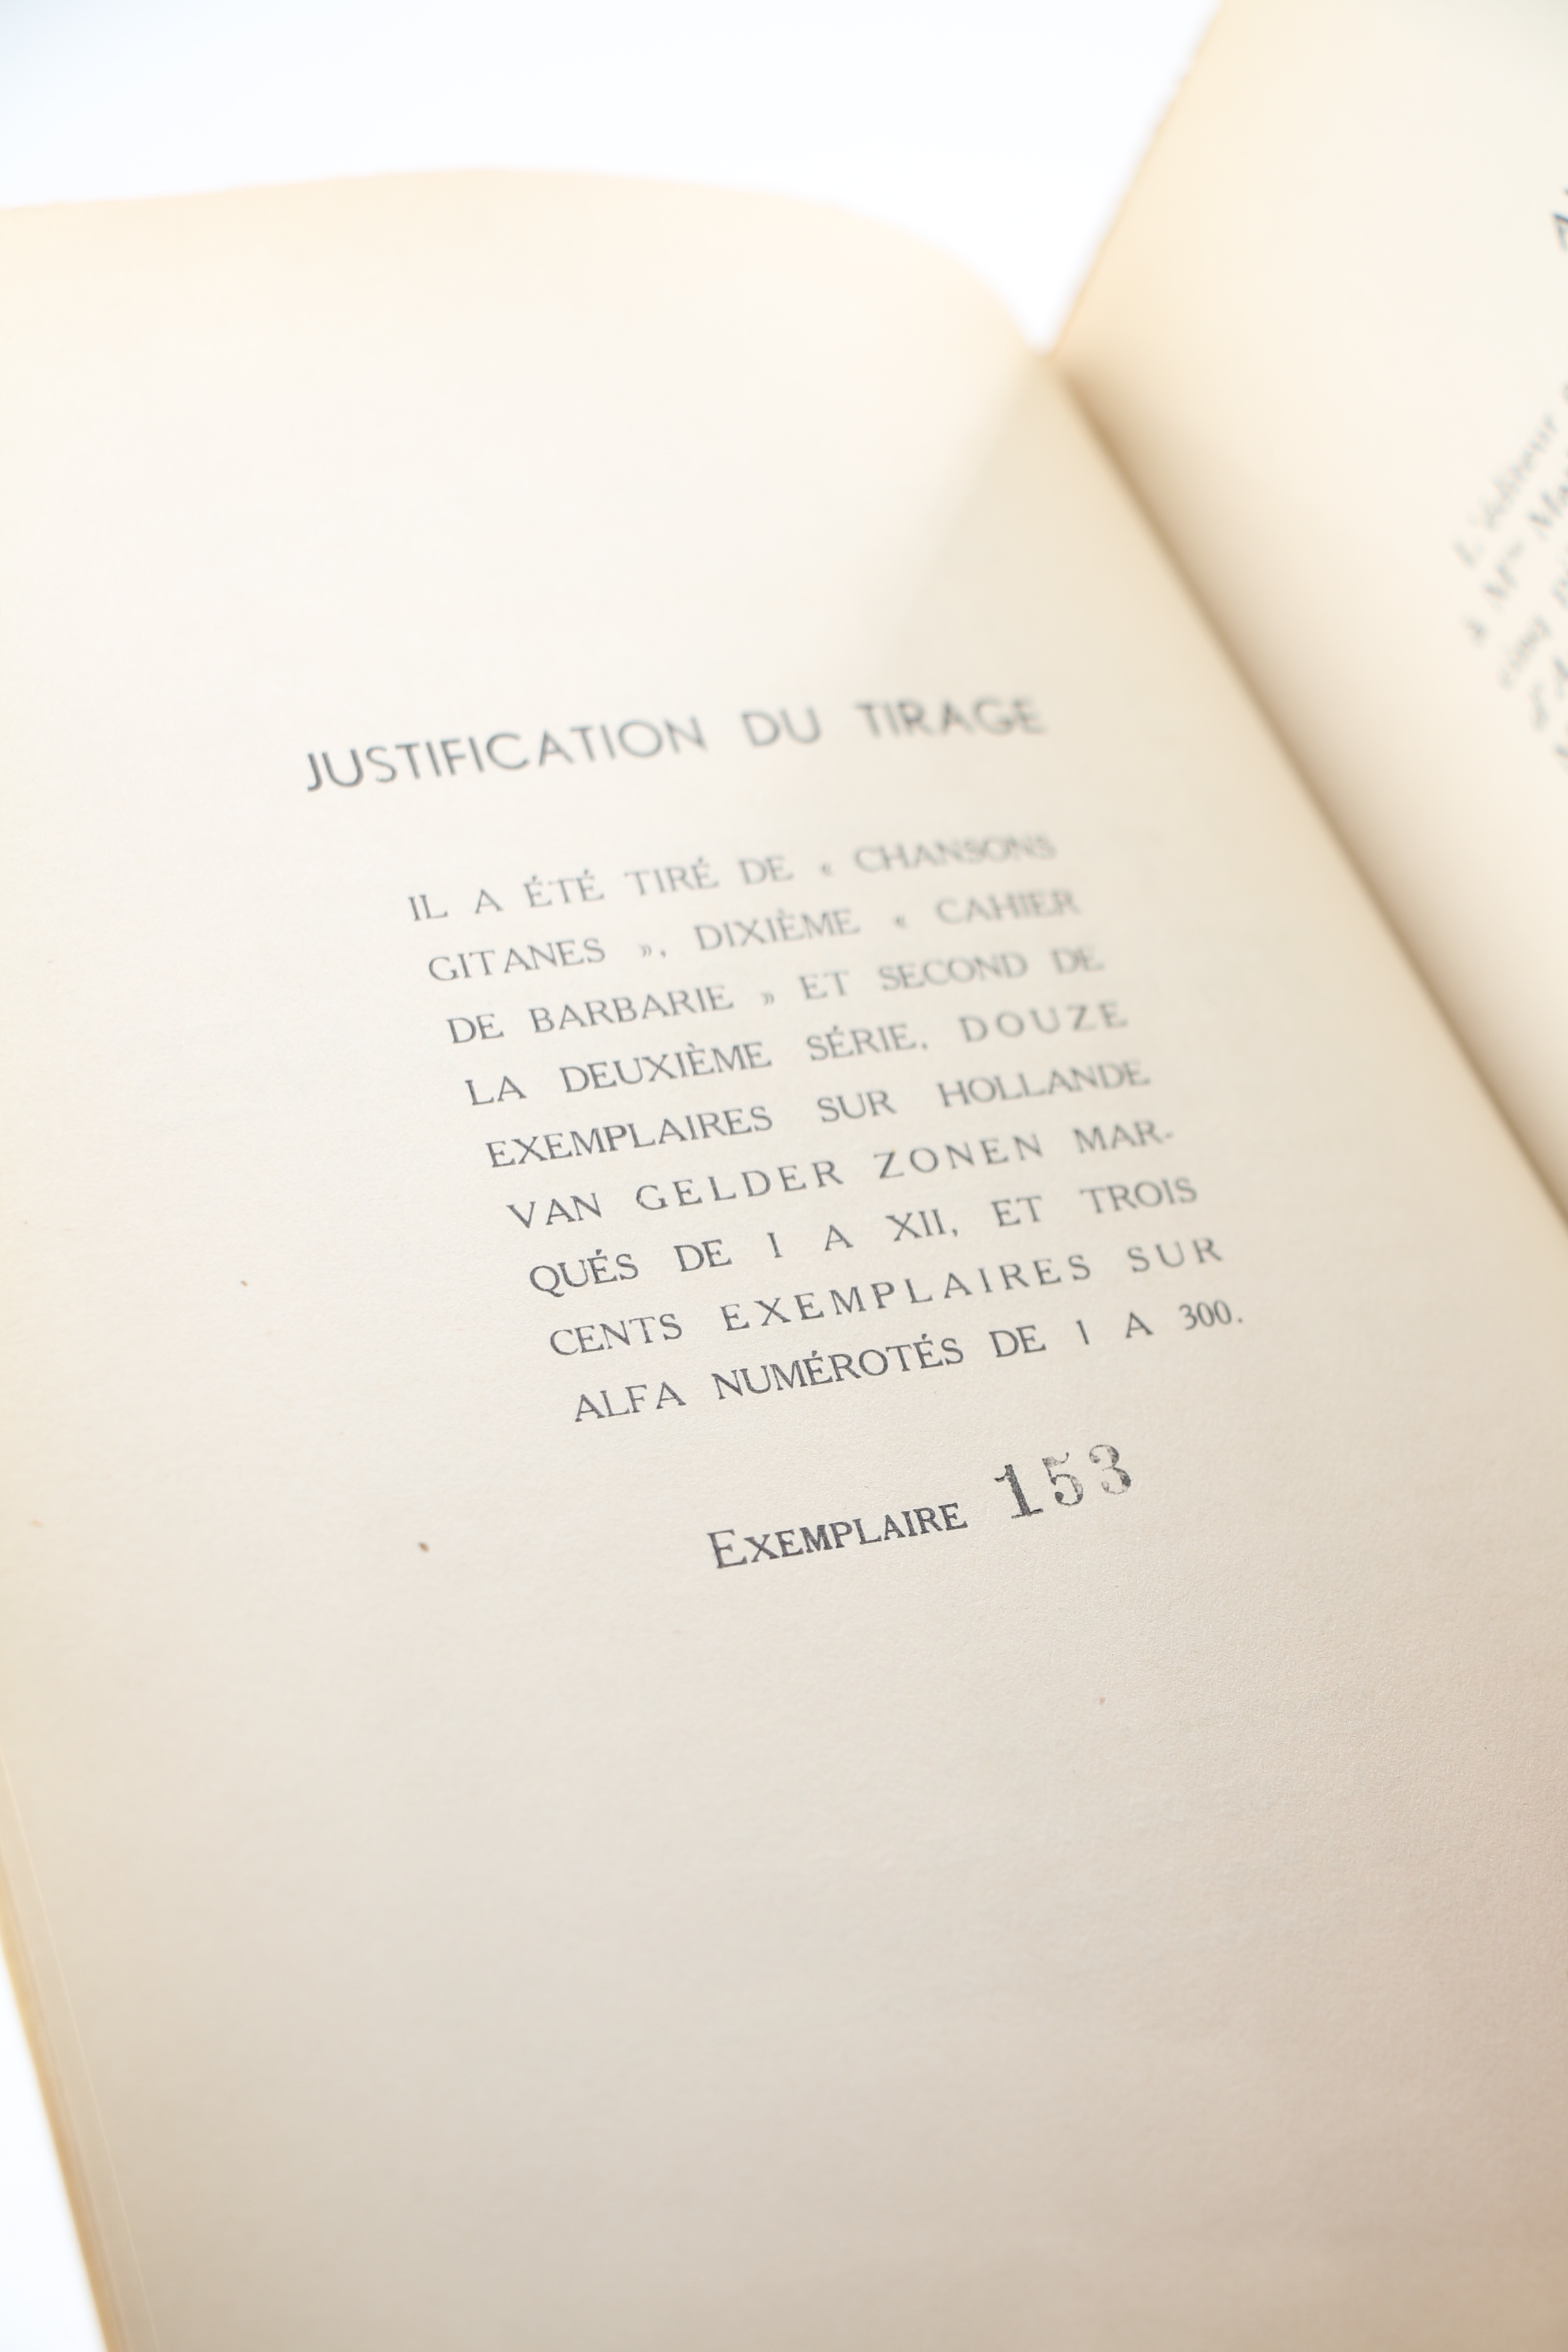 JUSTIFICATION DU TIRAGE
IL A ÉTÉ TIRÉ DE « CHANSONS
GITANES », DIXIÈME « CAHIER
DE BARBARIE » ET SECOND DE
LA DEUXIÈME SÉRIE, DOUZE
EXEMPLAIRES SUR HOLLANDE
VAN GELDER ZONEN MAR-
QUÉS DE I A XII, ET TROIS
CENTS EXEMPLAIRES SUR
ALFA NUMÉROTÉS DE 1 A 300.
EXEMPLAIRE 153
L'éditeur
à